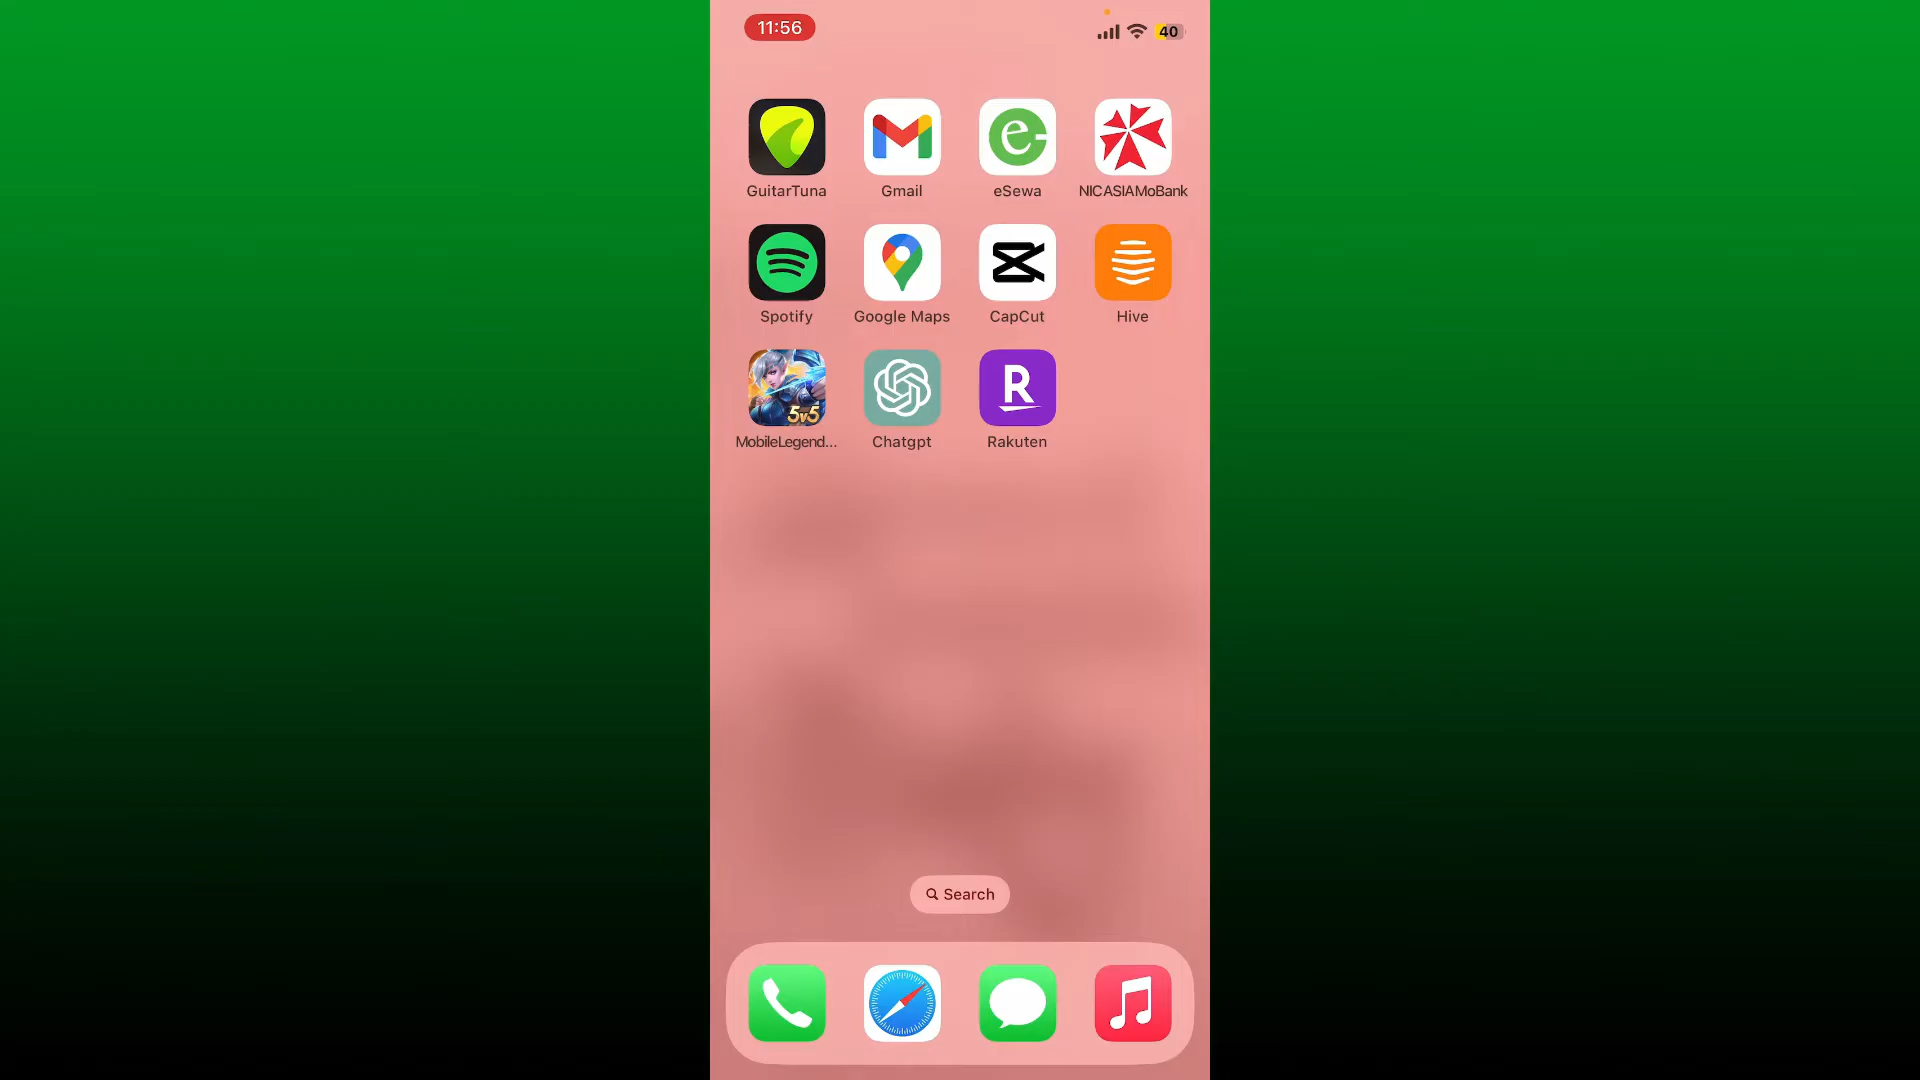 11:56
40
GuitarTuna
Gmail
eSewa
NICASIAMoBank
Spotify
Google Maps
CapCut
Hive
5v5
MobileLegend...
Chatgpt
Rakuten
Search